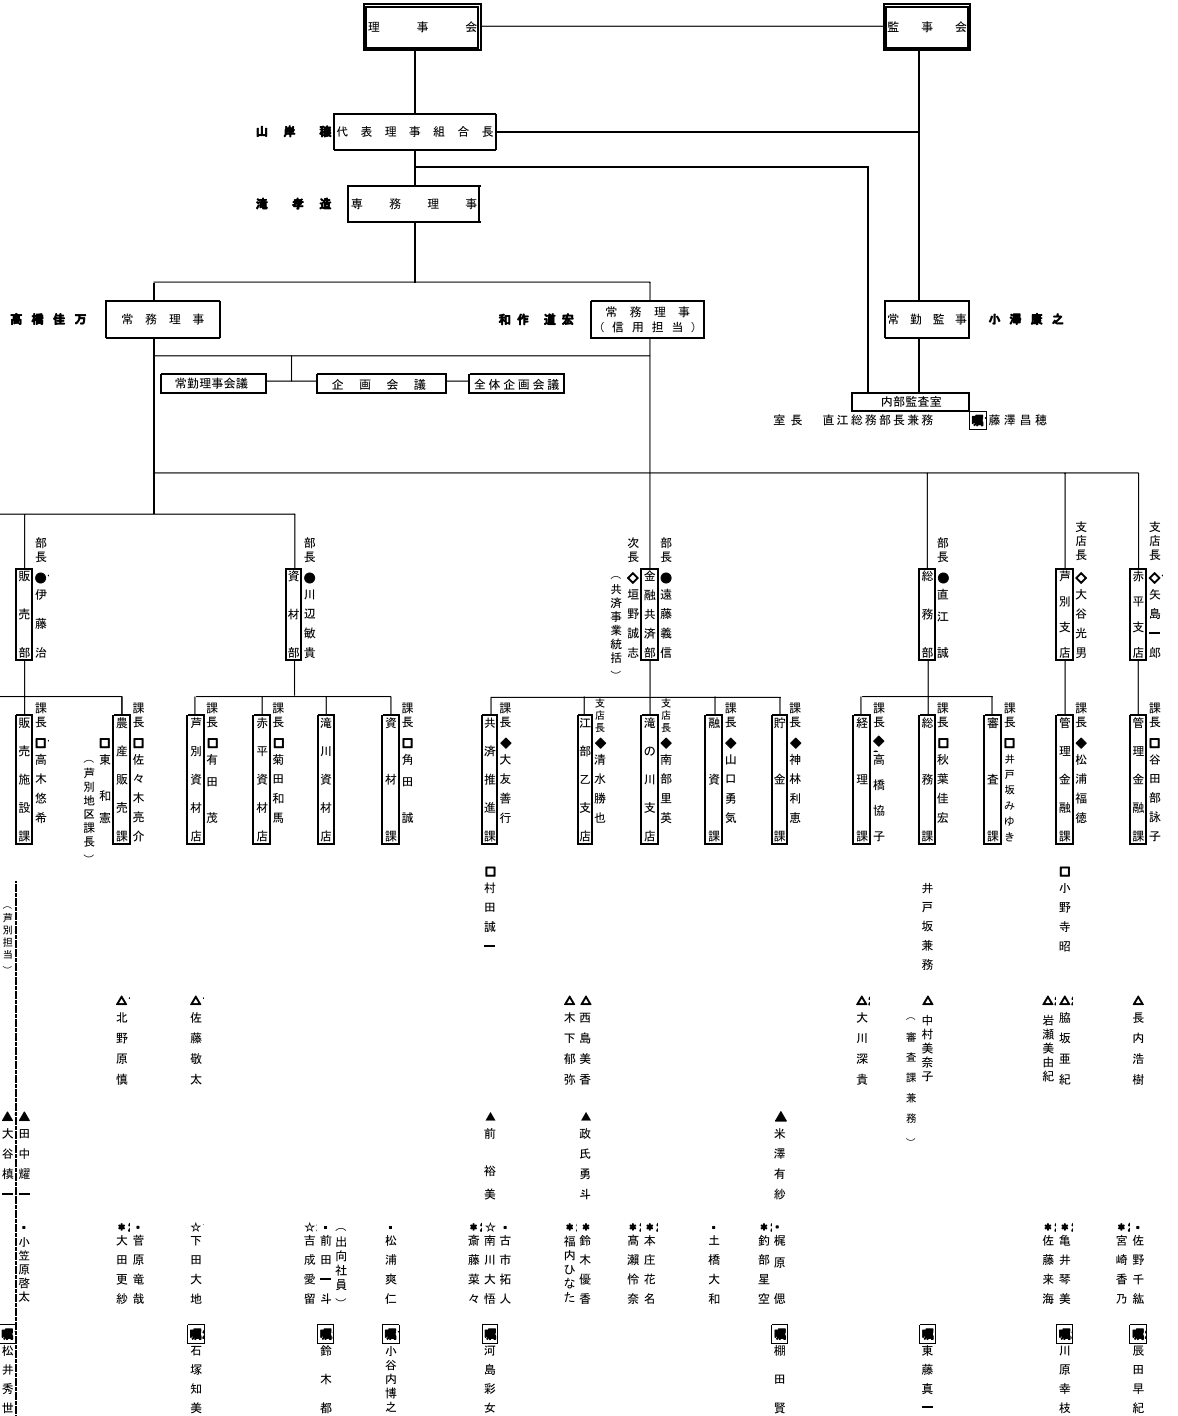 理事会
監事会
山岸穣 代表理事組合長
滝孝造 専務理事
高橋佳万 常務理事
和作道宏 常務理事
(信用担当)
常勤監事 小澤康之
常勤理事会議
企画会議
全体企画会議
内部監査室
室長 直江総務部長兼務 嘱 藤澤昌穂
販売部
部長 ●伊藤治
資材部
部長 ●川辺敏貴
次長 ◇垣野誠志
(共済事業統括)
金融共済部
部長 ●遠藤義信
総務部
部長 ●直江誠
芦別支店
支店長 ◇大谷光男
赤平支店
支店長 ◇矢島一郎
販売施設課
課長 □高木悠希
農産販売課
課長 □佐々木亮介
□東和憲
(芦別地区課長)
芦別資材店
課長 □有田茂
赤平資材店
課長 □菊田和馬
滝川資材店
資材課
課長 □角田誠
共済推進課
課長 ◆大友善行
江部乙支店
支店長 ◆清水勝也
滝の川支店
支店長 ◆南部里英
融資課
課長 ◆山口勇気
貯金課
課長 ◆神林利恵
経理課
課長 ◆高橋協子
総務課
課長 □秋葉佳宏
審査課
課長 □井戸坂みゆき
管理金融課
課長 ◆松浦福徳
管理金融課
課長 □谷田部詠子
(芦別担当)
□村田誠一
井戸坂兼務
□小野寺昭
△北野原慎
△佐藤敬太
△木下郁弥
△西島美香
△大川深貴
△中村美奈子
(審査課兼務)
△岩瀬美由紀
△脇坂亜紀
△長内浩樹
▲大谷槙一
▲田中耀一
▲前裕美
▲政氏勇斗
▲米澤有紗
・小笠原啓太
✱大田更紗
・菅原竜哉
☆下田大地
☆吉成愛留
・前田一斗
(出向社員)
・松浦爽仁
✱斎藤菜々
☆南川大悟
・古市拓人
✱福内ひなた
✱鈴木優香
✱髙瀨怜奈
✱本庄花名
・土橋大和
✱釣部星空
・梶原偲
✱佐藤来海
✱亀井琴美
✱宮崎香乃
・佐野千紘
嘱 松井秀世
嘱 石塚知美
嘱 鈴木都
嘱 小谷内博之
嘱 河島彩女
嘱 棚田賢
嘱 東藤真一
嘱 川原幸枝
嘱 辰田早紀